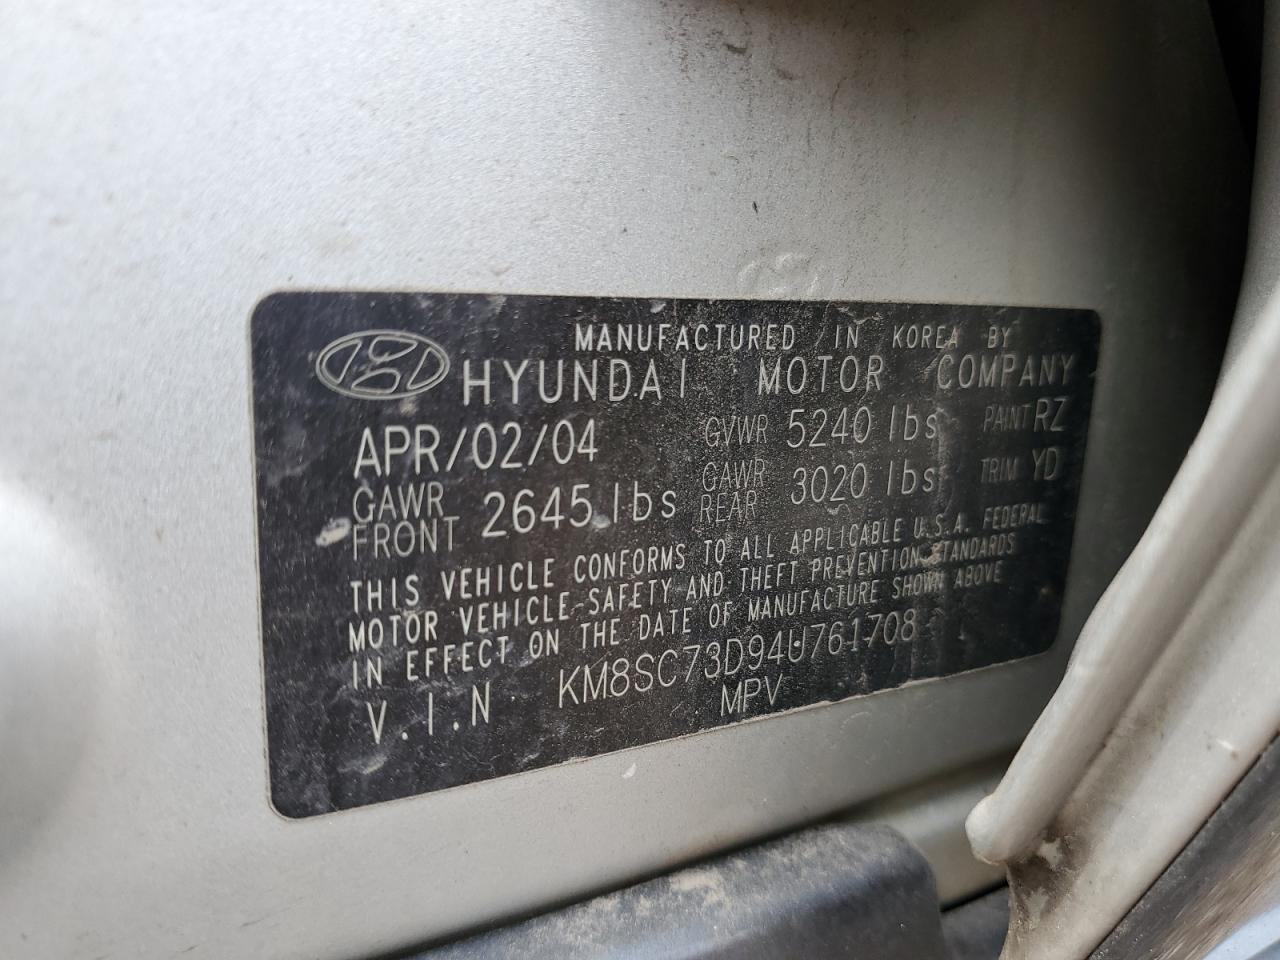 MANUFACTURED IN KOREA BY
HYUNDAI MOTOR COMPANY
APR/02/04 GVWR 5240 lbs PAINT RZ
GAWR FRONT 2645 lbs GAWR REAR 3020 lbs TRIM YD
THIS VEHICLE CONFORMS TO ALL APPLICABLE U.S.A. FEDERAL
MOTOR VEHICLE SAFETY AND THEFT PREVENTION STANDARDS
IN EFFECT ON THE DATE OF MANUFACTURE SHOWN ABOVE
V.I.N KM8SC73D94U761708
MPV